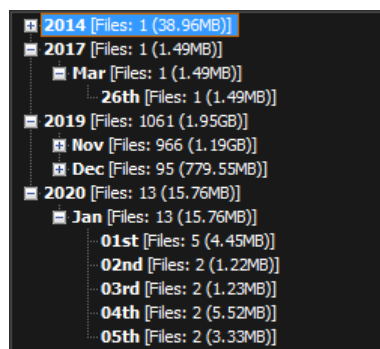 2014 [Files: 1 (38.96MB)]
2017 [Files: 1 (1.49MB)]
Mar [Files: 1 (1.49MB)]
26th [Files: 1 (1.49MB)]
2019 [Files: 1061 (1.95GB)]
Nov [Files: 966 (1.19GB)]
Dec [Files: 95 (779.55MB)]
2020 [Files: 13 (15.76MB)]
Jan [Files: 13 (15.76MB)]
01st [Files: 5 (4.45MB)]
02nd [Files: 2 (1.22MB)]
03rd [Files: 2 (1.23MB)]
04th [Files: 2 (5.52MB)]
05th [Files: 2 (3.33MB)]